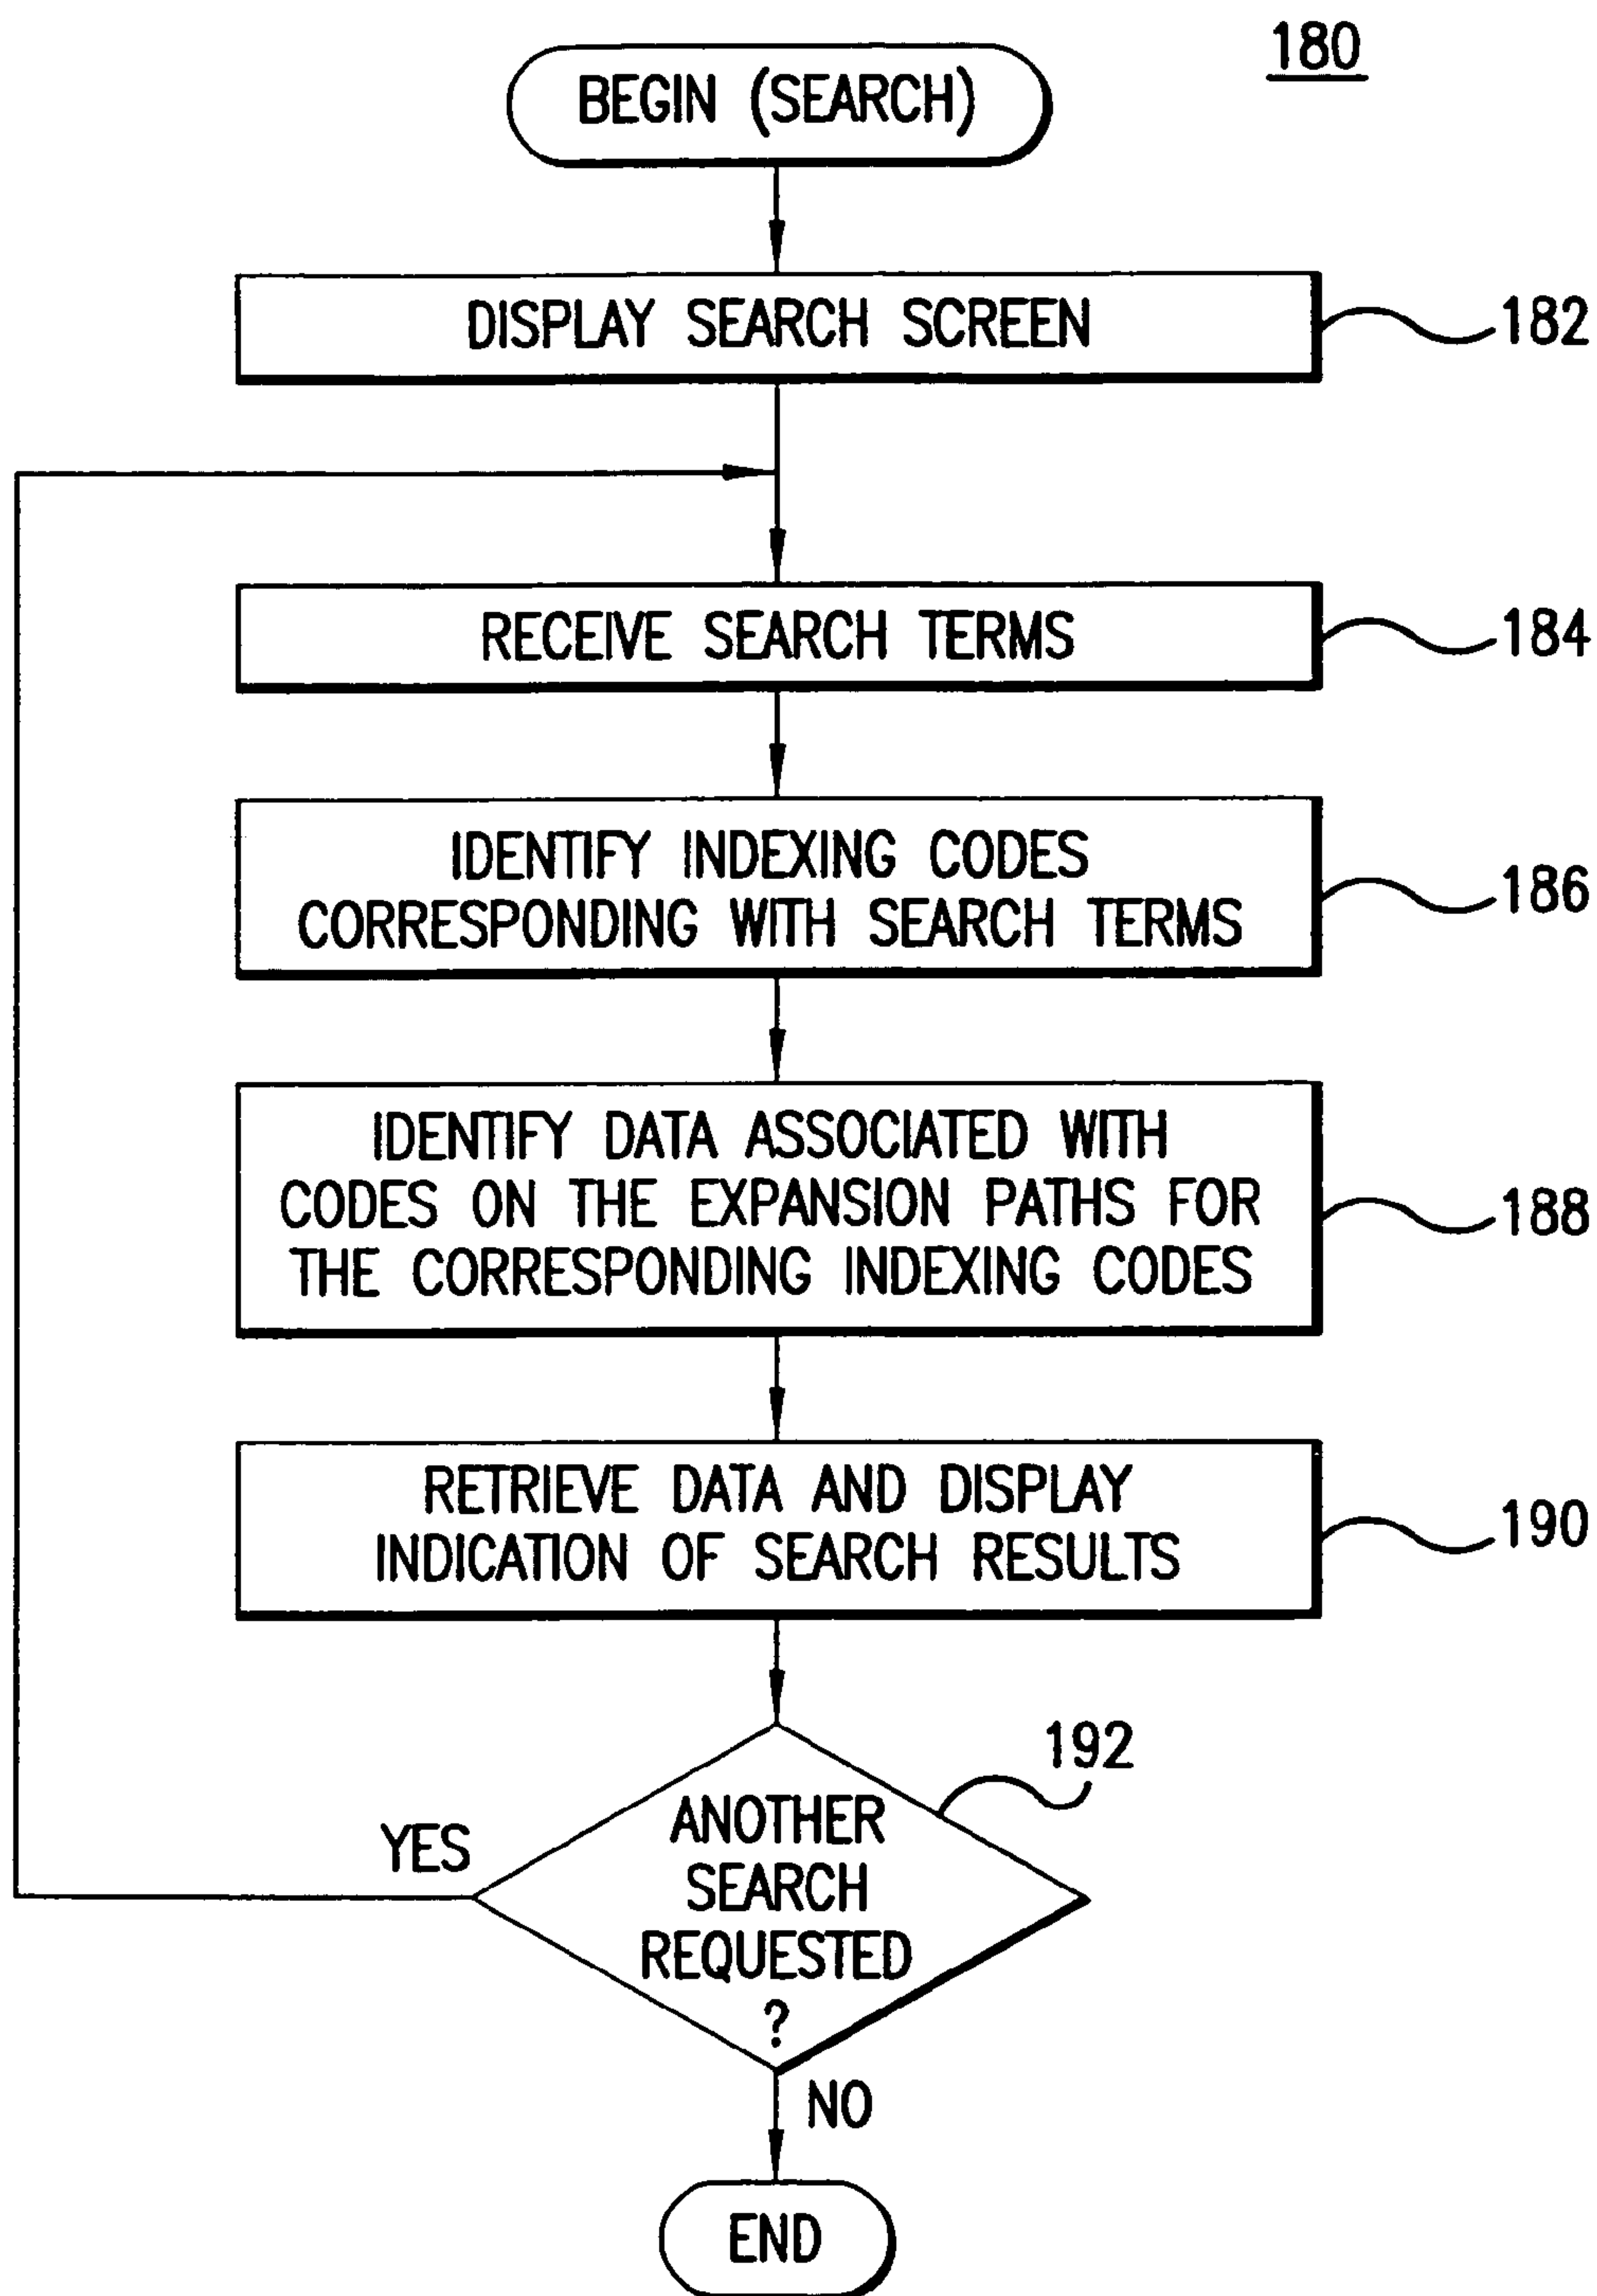 180
BEGIN (SEARCH)
DISPLAY SEARCH SCREEN
182
RECEIVE SEARCH TERMS
184
IDENTIFY INDEXING CODES
CORRESPONDING WITH SEARCH TERMS
186
IDENTIFY DATA ASSOCIATED WITH
CODES ON THE EXPANSION PATHS FOR
THE CORRESPONDING INDEXING CODES
188
RETRIEVE DATA AND DISPLAY
INDICATION OF SEARCH RESULTS
190
192
ANOTHER
SEARCH
REQUESTED
?
YES
NO
END